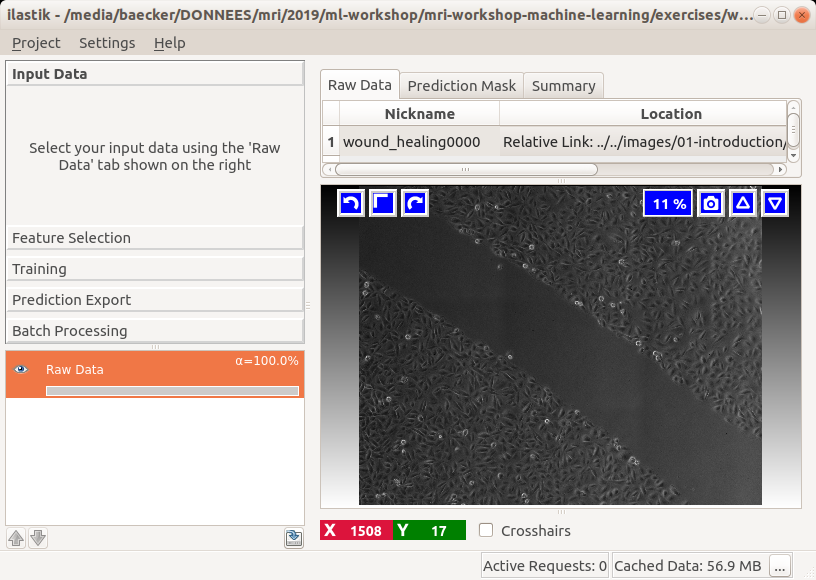 ilastik - /media/baecker/DONNEES/mri/2019/ml-workshop/mri-workshop-machine-learning/exercises/w...
Project Settings Help
Input Data
Select your input data using the 'Raw
Data' tab shown on the right
Feature Selection
Training
Prediction Export
Batch Processing
Raw Data
α=100.0%
Raw Data Prediction Mask Summary
Nickname Location
1 wound_healing0000 Relative Link: ../../images/01-introduction/
11 %
X 1508 Y 17 Crosshairs
Active Requests: 0 Cached Data: 56.9 MB ...